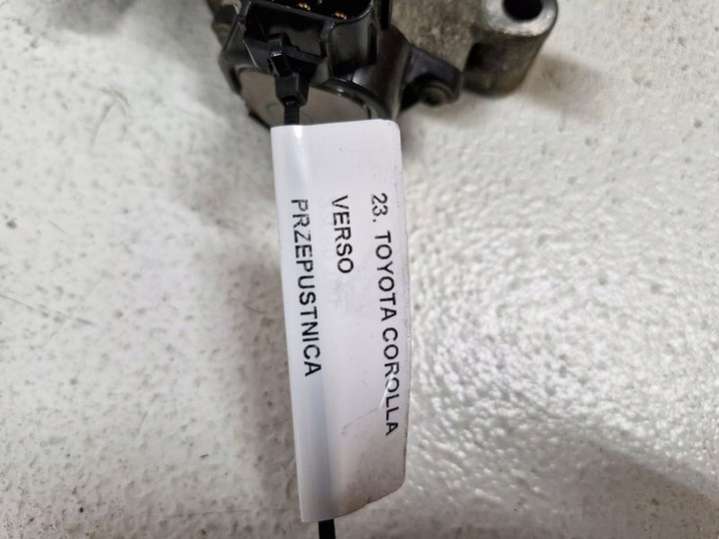 23. TOYOTA COROLLA
VERSO
PRZEPUSTNICA